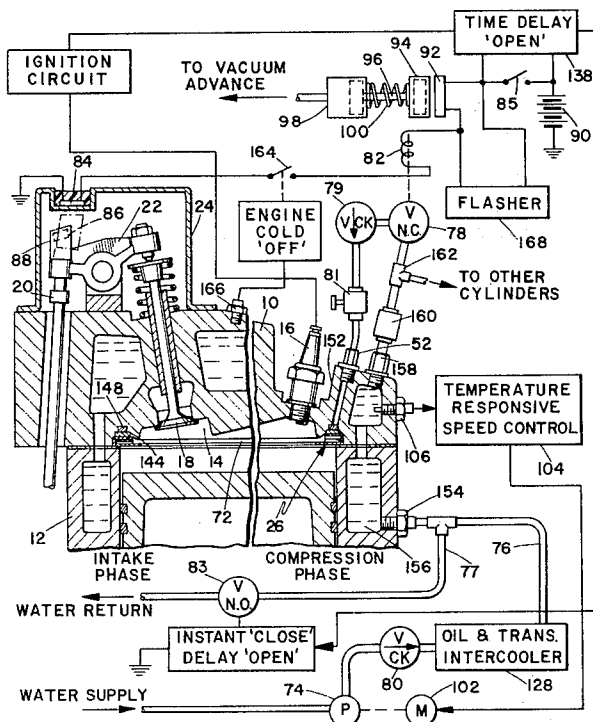 TIME DELAY
'OPEN'
138
IGNITION
CIRCUIT
TO VACUUM
ADVANCE
96
94
92
98
100
85
90
84
164
82
86
22
24
79
V
CK
V
N.C.
78
FLASHER
168
88
ENGINE
COLD
'OFF'
162
81
TO OTHER
CYLINDERS
20
166
10
16
152
160
52
158
148
TEMPERATURE
RESPONSIVE
SPEED CONTROL
144
18
14
106
104
72
26
154
12
76
INTAKE
PHASE
COMPRESSION
PHASE
156
77
83
V
N.O.
WATER RETURN
INSTANT 'CLOSE'
DELAY 'OPEN'
V
CK
OIL & TRANS.
INTERCOOLER
80
128
WATER SUPPLY
74
102
P
M